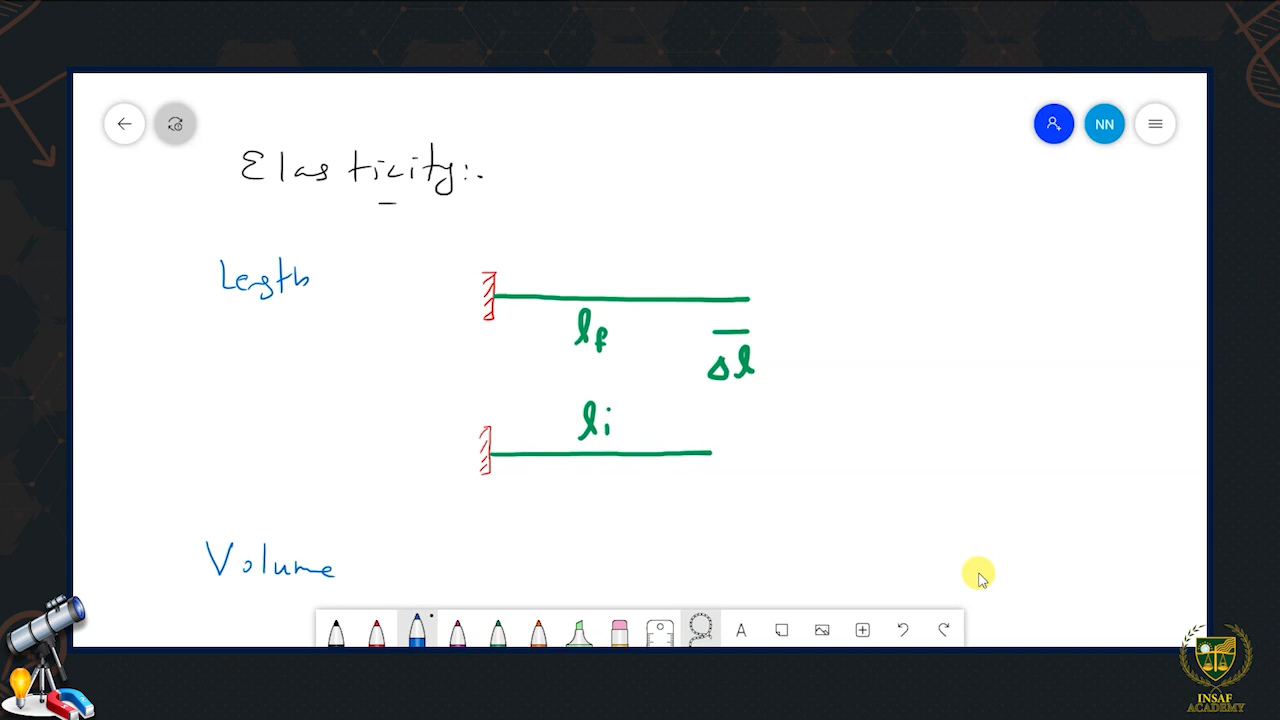 NN
Elasticity:.
Length
lf
Δl
li
Volume
A
INSAF
ACADEMY